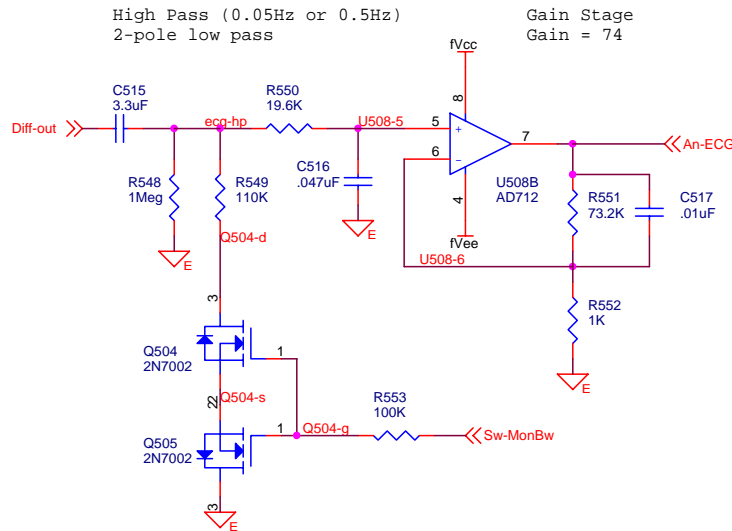 High Pass (0.05Hz or 0.5Hz)
2-pole low pass
Gain Stage
Gain = 74
fVcc
C515
3.3uF
R550
19.6K
8
Diff-out
ecg-hp
U508-5
5
+
7
An-ECG
6
-
C516
.047uF
R548
1Meg
R549
110K
U508B
AD712
R551
73.2K
C517
.01uF
4
E
E
Q504-d
fVee
U508-6
3
R552
1K
Q504
2N7002
1
E
22
Q504-s
R553
100K
Q505
2N7002
1
Q504-g
Sw-MonBw
3
E